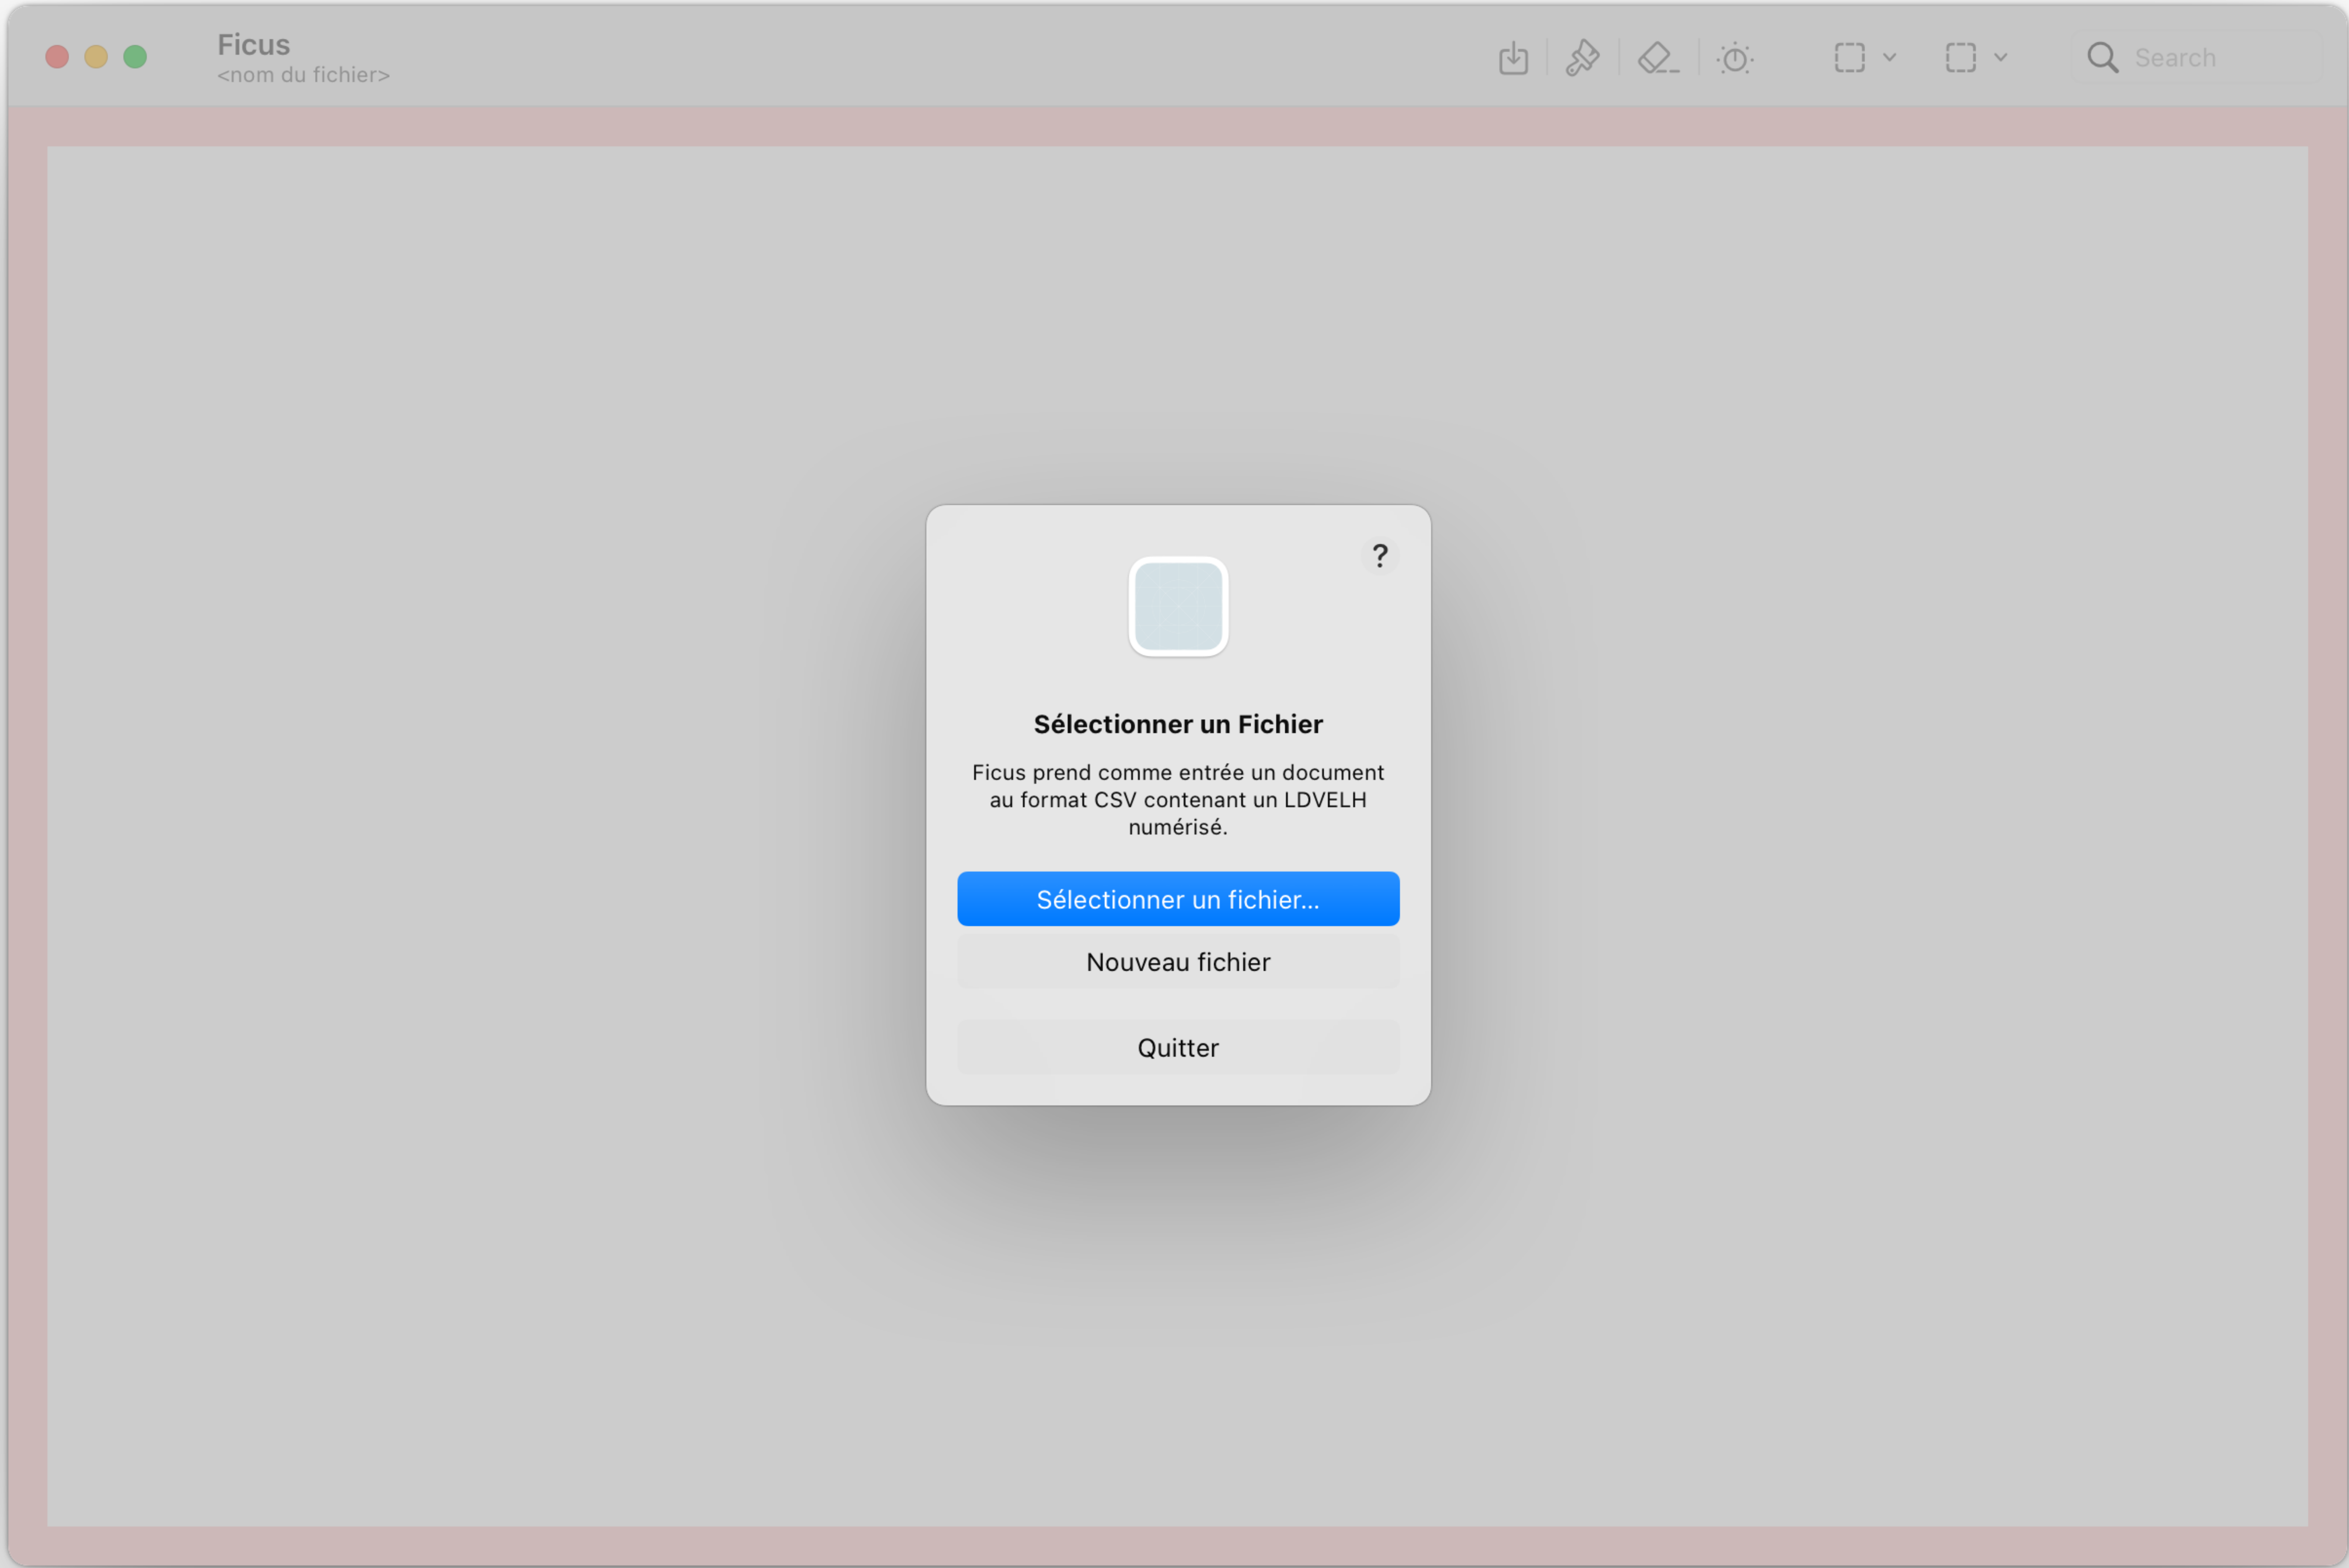 Ficus
<nom du fichier>
Search
?
Sélectionner un Fichier
Ficus prend comme entrée un document
au format CSV contenant un LDVELH
numérisé.
Sélectionner un fichier...
Nouveau fichier
Quitter